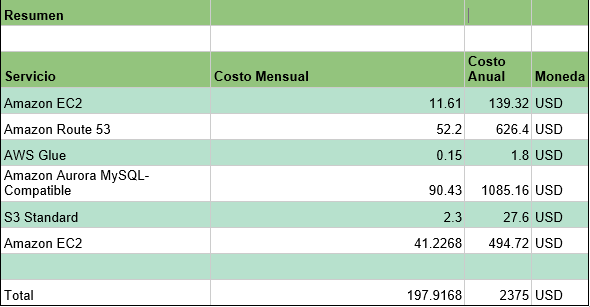 Resumen
Servicio Costo Mensual Costo Anual Moneda
Amazon EC2 11.61 139.32 USD
Amazon Route 53 52.2 626.4 USD
AWS Glue 0.15 1.8 USD
Amazon Aurora MySQL-
Compatible 90.43 1085.16 USD
S3 Standard 2.3 27.6 USD
Amazon EC2 41.2268 494.72 USD
Total 197.9168 2375 USD